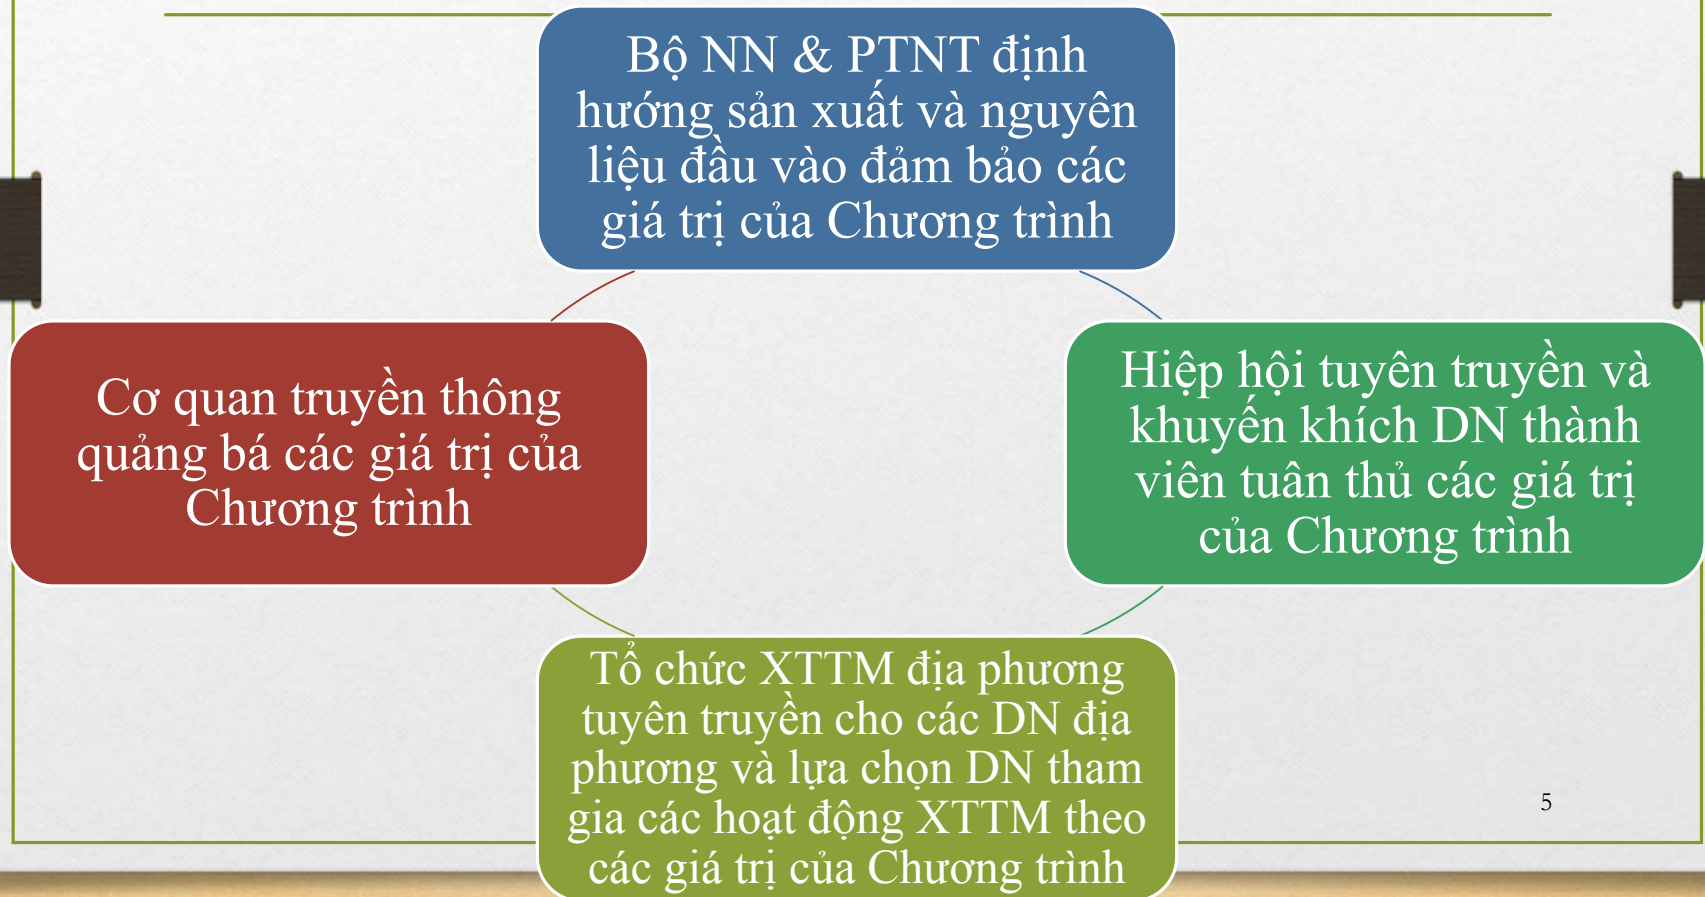 Bộ NN & PTNT định
hướng sản xuất và nguyên
liệu đầu vào đảm bảo các
giá trị của Chương trình
Cơ quan truyền thông
quảng bá các giá trị của
Chương trình
Hiệp hội tuyên truyền và
khuyến khích DN thành
viên tuân thủ các giá trị
của Chương trình
Tổ chức XTTM địa phương
tuyên truyền cho các DN địa
phương và lựa chọn DN tham
gia các hoạt động XTTM theo
các giá trị của Chương trình
5